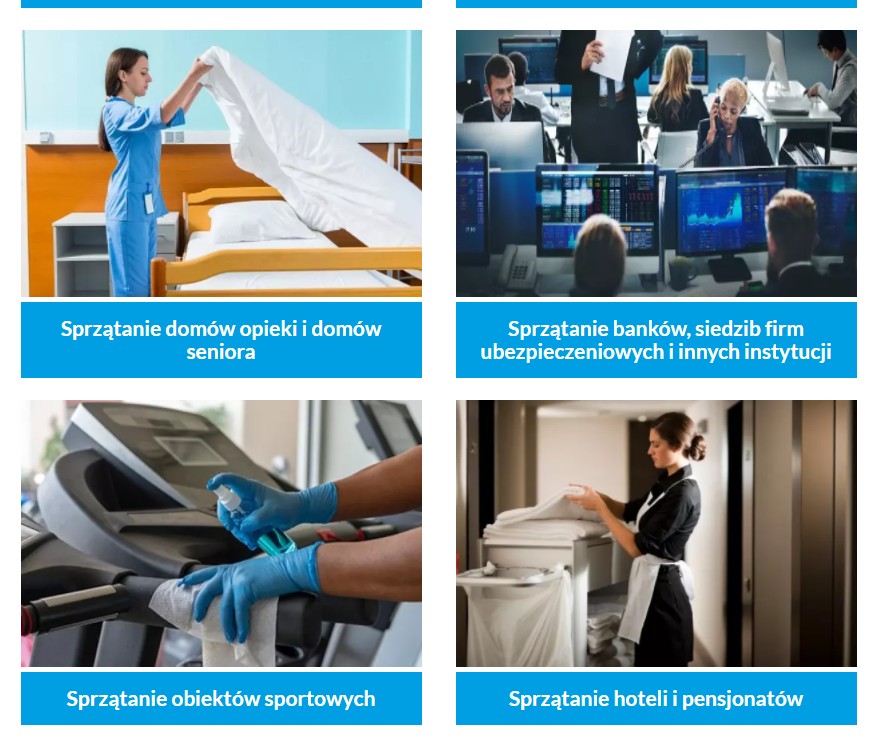 Sprzątanie domów opieki i domów
seniora
Sprzątanie banków, siedzib firm
ubezpieczeniowych i innych instytucji
Sprzątanie obiektów sportowych
Sprzątanie hoteli i pensjonatów